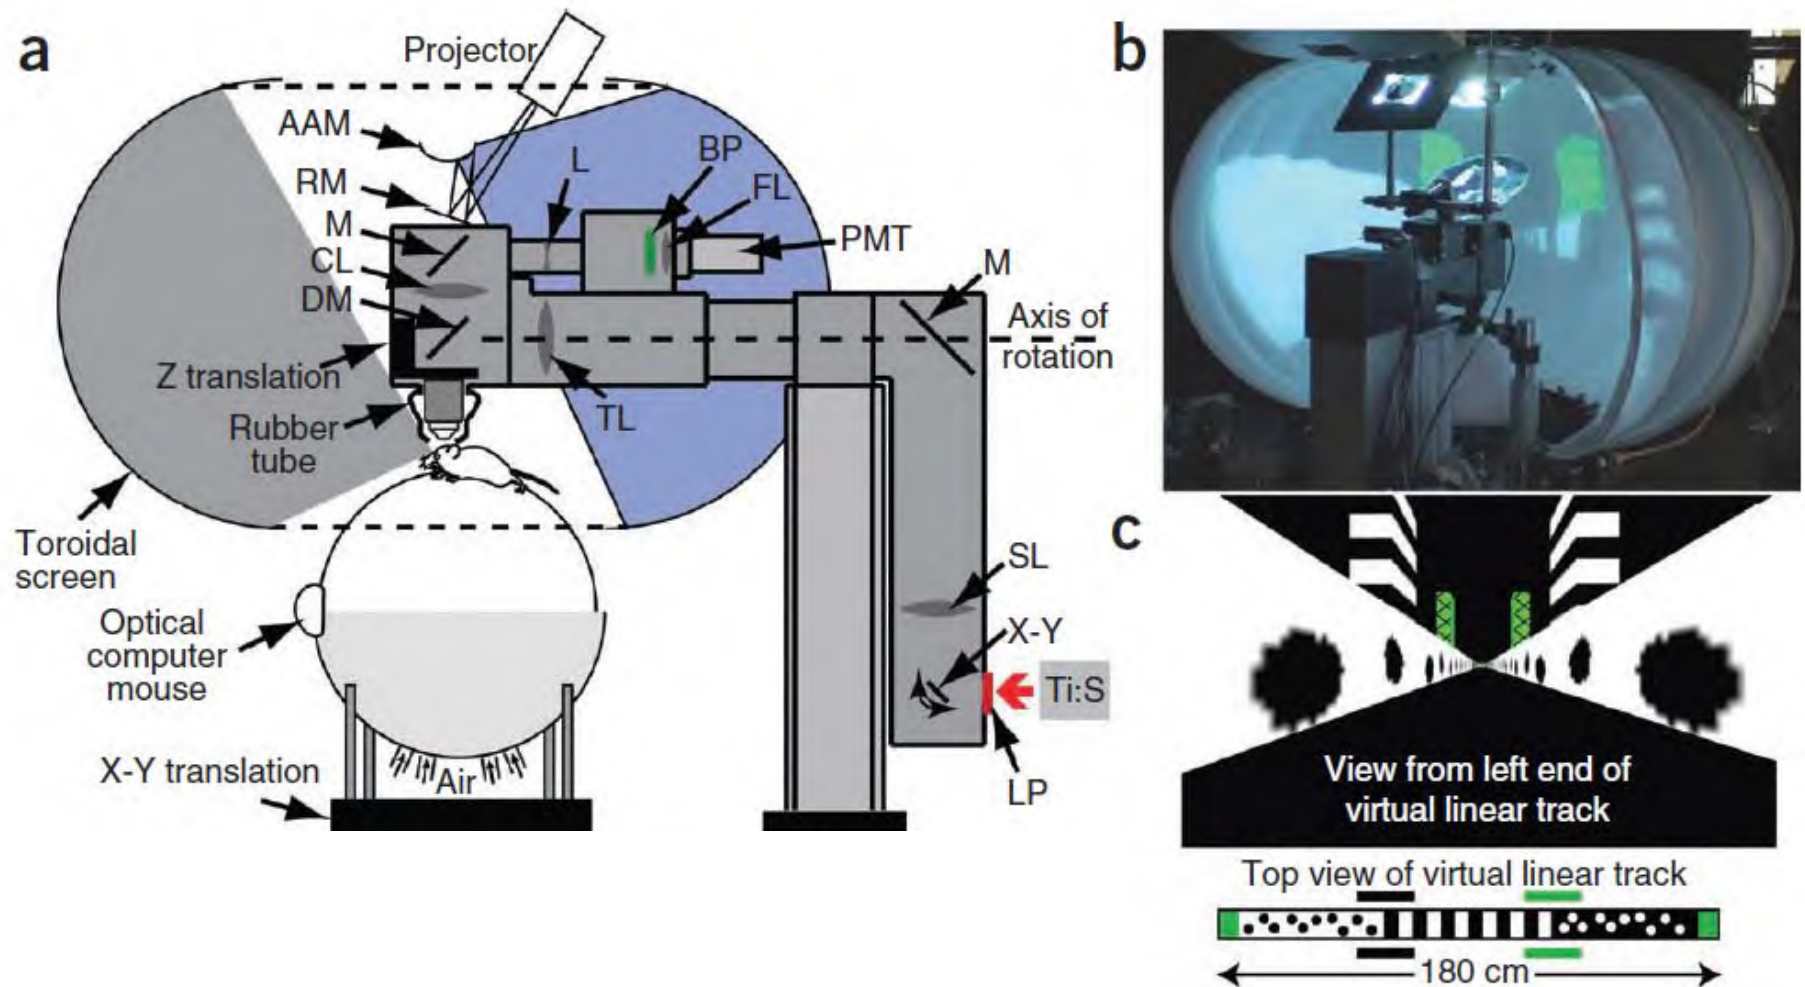 a
Projector
AAM
RM
M
CL
DM
Z translation
Rubber
tube
Toroidal
screen
Optical
computer
mouse
X-Y translation
Air
L
BP
FL
PMT
TL
M
Axis of
rotation
SL
X-Y
Ti:S
LP
b
c
View from left end of
virtual linear track
Top view of virtual linear track
180 cm